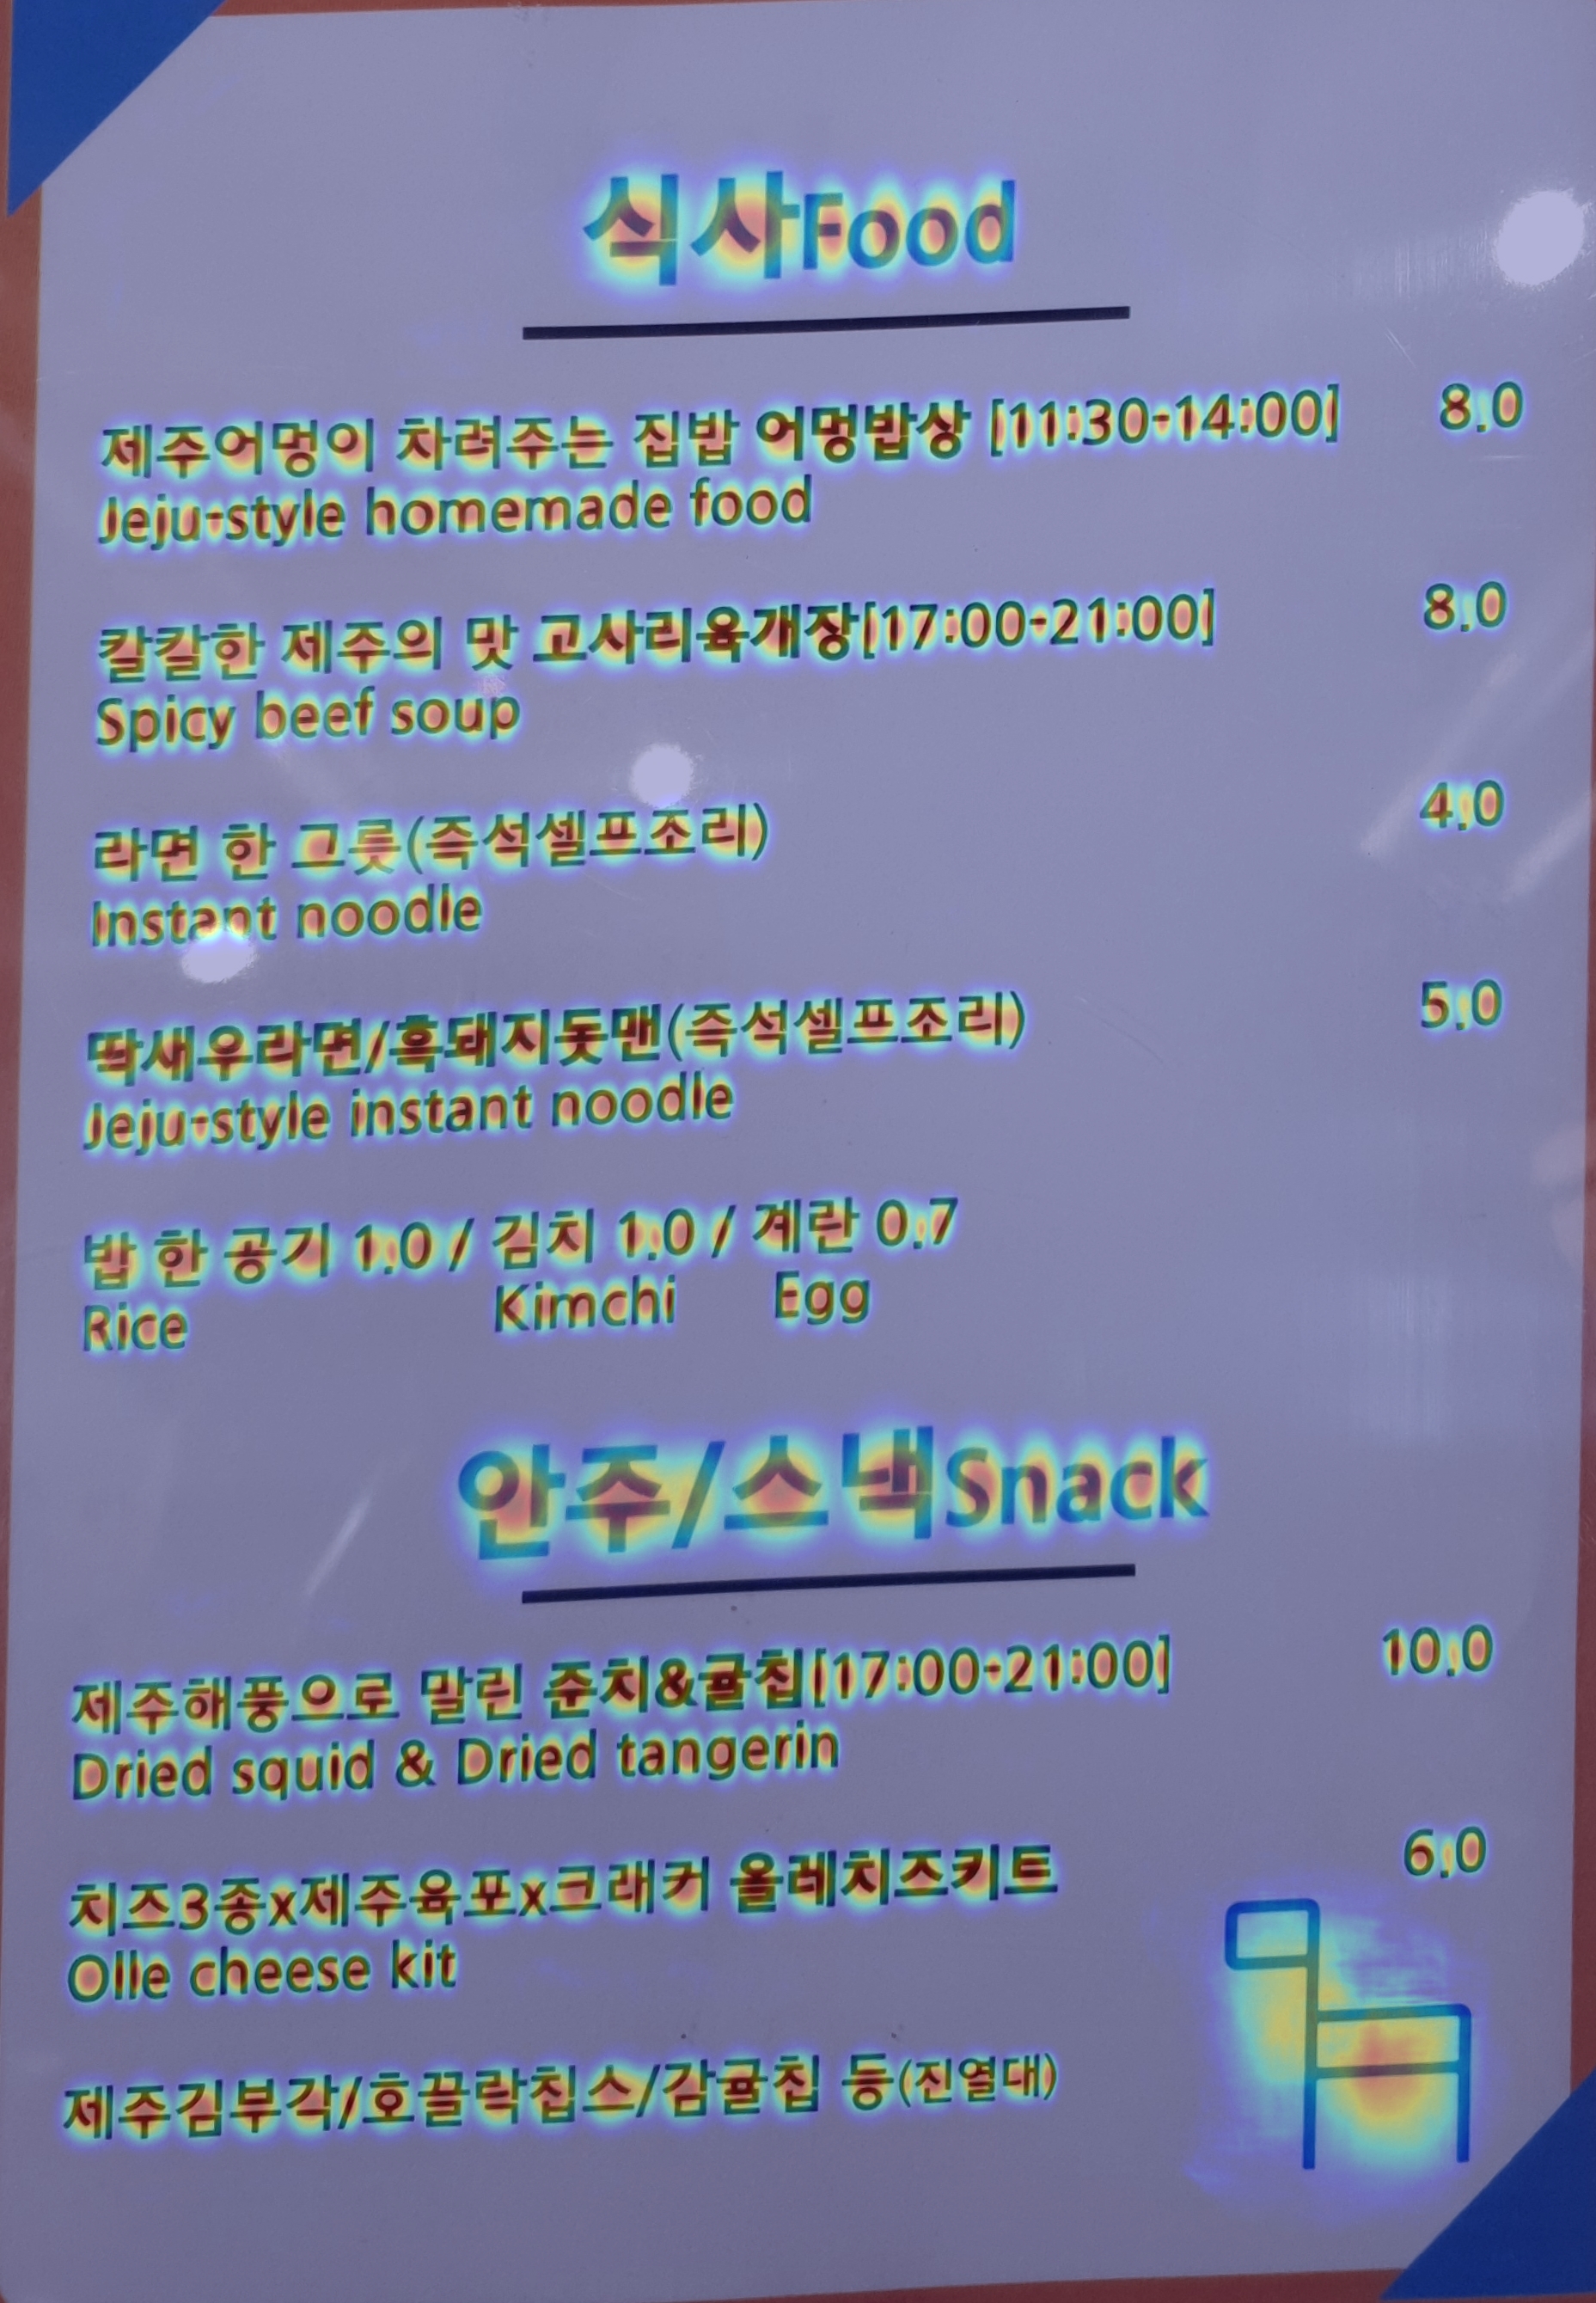 식사Food
제주어멍이 차려주는 집밥 어멍밥상 [11:30-14:00] 8.0
Jeju-style homemade food
칼칼한 제주의 맛 고사리육개장[17:00-21:00] 8.0
Spicy beef soup
라면 한 그릇(즉석셀프조리) 4.0
Instant noodle
딱새우라면/흑돼지돗맨(즉석셀프조리) 5.0
Jeju-style instant noodle
밥 한 공기 1.0 / 김치 1.0 / 계란 0.7
Rice Kimchi Egg
안주/스낵Snack
제주해풍으로 말린 준치&귤칩[17:00-21:00] 10.0
Dried squid & Dried tangerin
치즈3종x제주육포x크래커 올레치즈키트 6.0
Olle cheese kit
제주김부각/호끌락칩스/감귤칩 등(진열대)